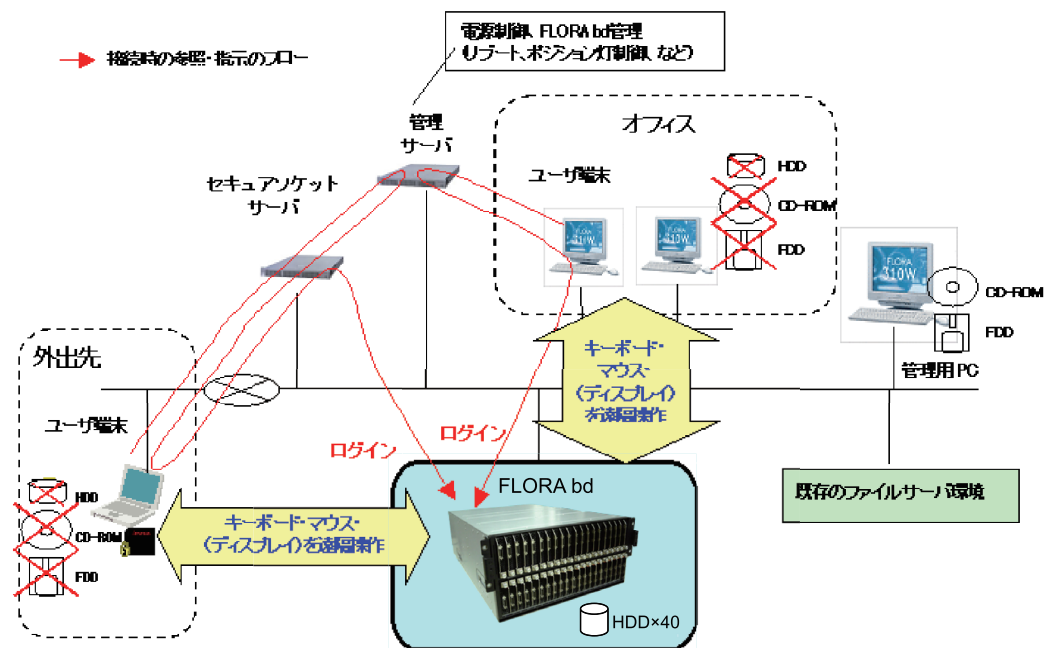 電源制御、FLORA bd管理
(リブート、ポジション灯制御、など)
接続時の参照・指示のフロー
管理
サーバ
オフィス
セキュアソケット
サーバ
ユーザ端末
HDD
CD-ROM
FDD
FLORA
310W
FLORA
310W
FLORA
310W
CD-ROM
FDD
管理用PC
外出先
ユーザ端末
HDD
CD-ROM
FDD
キーボード・
マウス・
(ディスプレイ)
を遠隔操作
ログイン
ログイン
キーボード・マウス・
(ディスプレイ)を遠隔操作
FLORA bd
HDD×40
既存のファイルサーバ環境